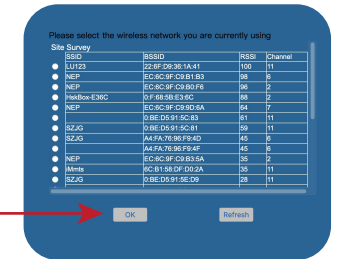 Please select the wireless network you are currently using
Site Survey
SSID BSSID RSSI Channel
LU123 22:6F:D9:36:1A:41 100 11
NEP EC:6C:9F:C9:B1:B3 98 6
NEP EC:6C:9F:C9:B0:F6 96 2
HskBox-E36C 0:F:68:5B:E3:6C 88 2
NEP EC:6C:9F:C9:9D:6A 64 7
0:BE:D5:91:5C:83 61 11
SZJG 0:BE:D5:91:5C:81 59 11
SZJG A4:FA:76:96:F9:4D 45 6
A4:FA:76:96:F9:4F 45 6
NEP EC:6C:9F:C9:B3:5A 35 2
iMmts 6C:B1:58:DF:D0:2A 35 11
SZJG 0:BE:D5:91:5E:D9 28 11
OK Refresh